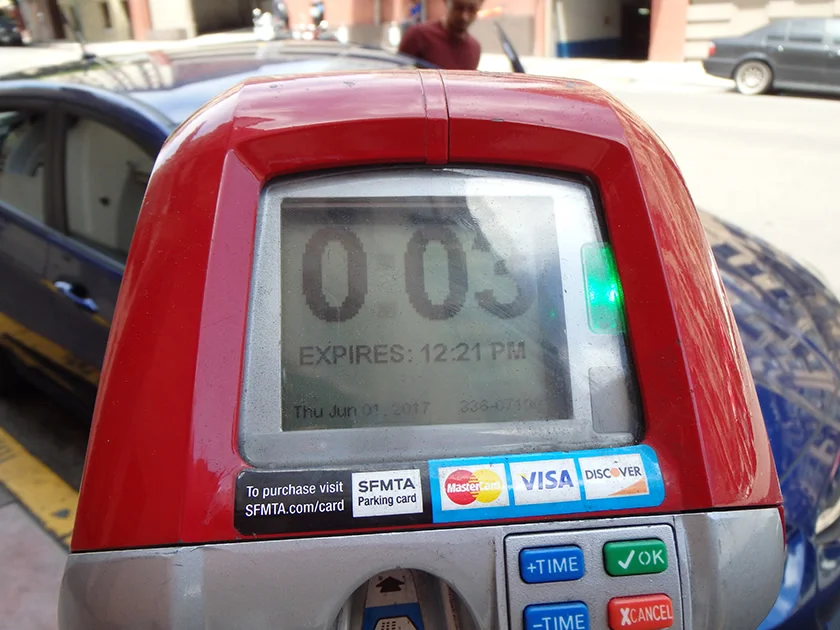 0:03
EXPIRES: 12:21 PM
Thu Jun 01, 2017
To purchase visit
SFMTA.com/card
SFMTA
Parking card
MasterCard
VISA
DISCOVER
+TIME
✓OK
-TIME
XCANCEL